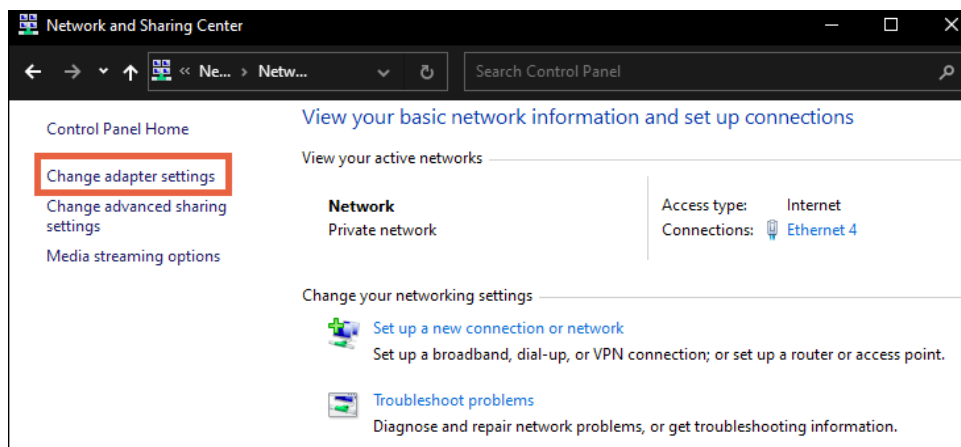 Network and Sharing Center
« Ne... › Netw...
Search Control Panel
Control Panel Home
Change adapter settings
Change advanced sharing
settings
Media streaming options
View your basic network information and set up connections
View your active networks
Network
Private network
Access type: Internet
Connections: Ethernet 4
Change your networking settings
Set up a new connection or network
Set up a broadband, dial-up, or VPN connection; or set up a router or access point.
Troubleshoot problems
Diagnose and repair network problems, or get troubleshooting information.